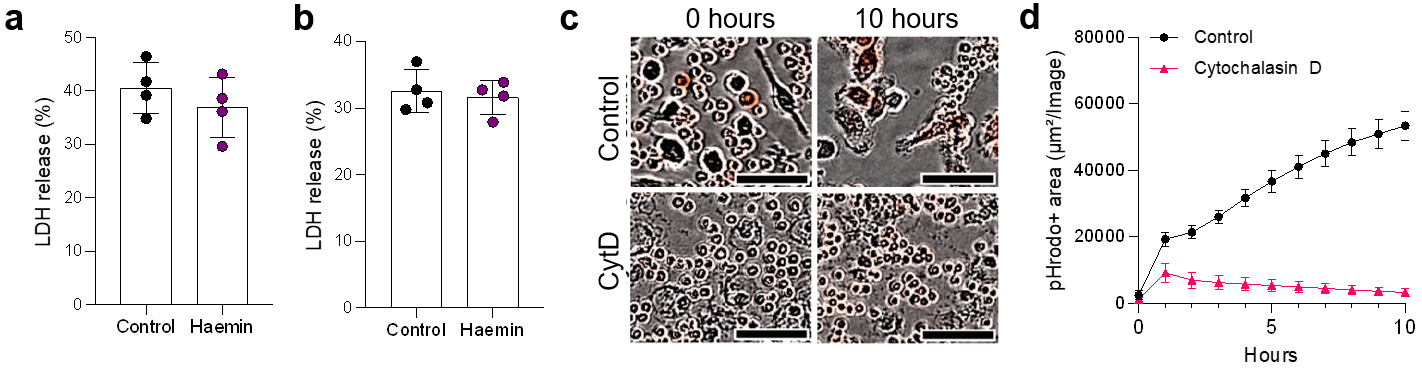 a
50
40
30
20
10
0
LDH release (%)
Control Haemin
b
40
30
20
10
0
LDH release (%)
Control Haemin
c
0 hours 10 hours
Control
CytD
d
Control
Cytochalasin D
80000
60000
40000
20000
0
pHrodo+ area (µm²/Image)
0 5 10
Hours